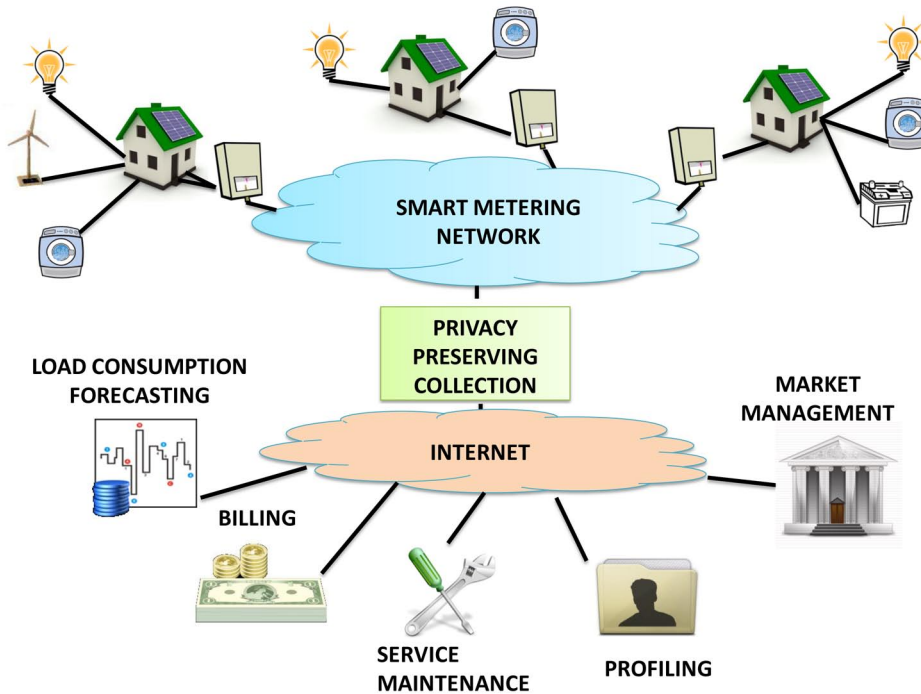 SMART METERING
NETWORK
PRIVACY
PRESERVING
COLLECTION
LOAD CONSUMPTION
FORECASTING
MARKET
MANAGEMENT
INTERNET
BILLING
SERVICE
MAINTENANCE
PROFILING